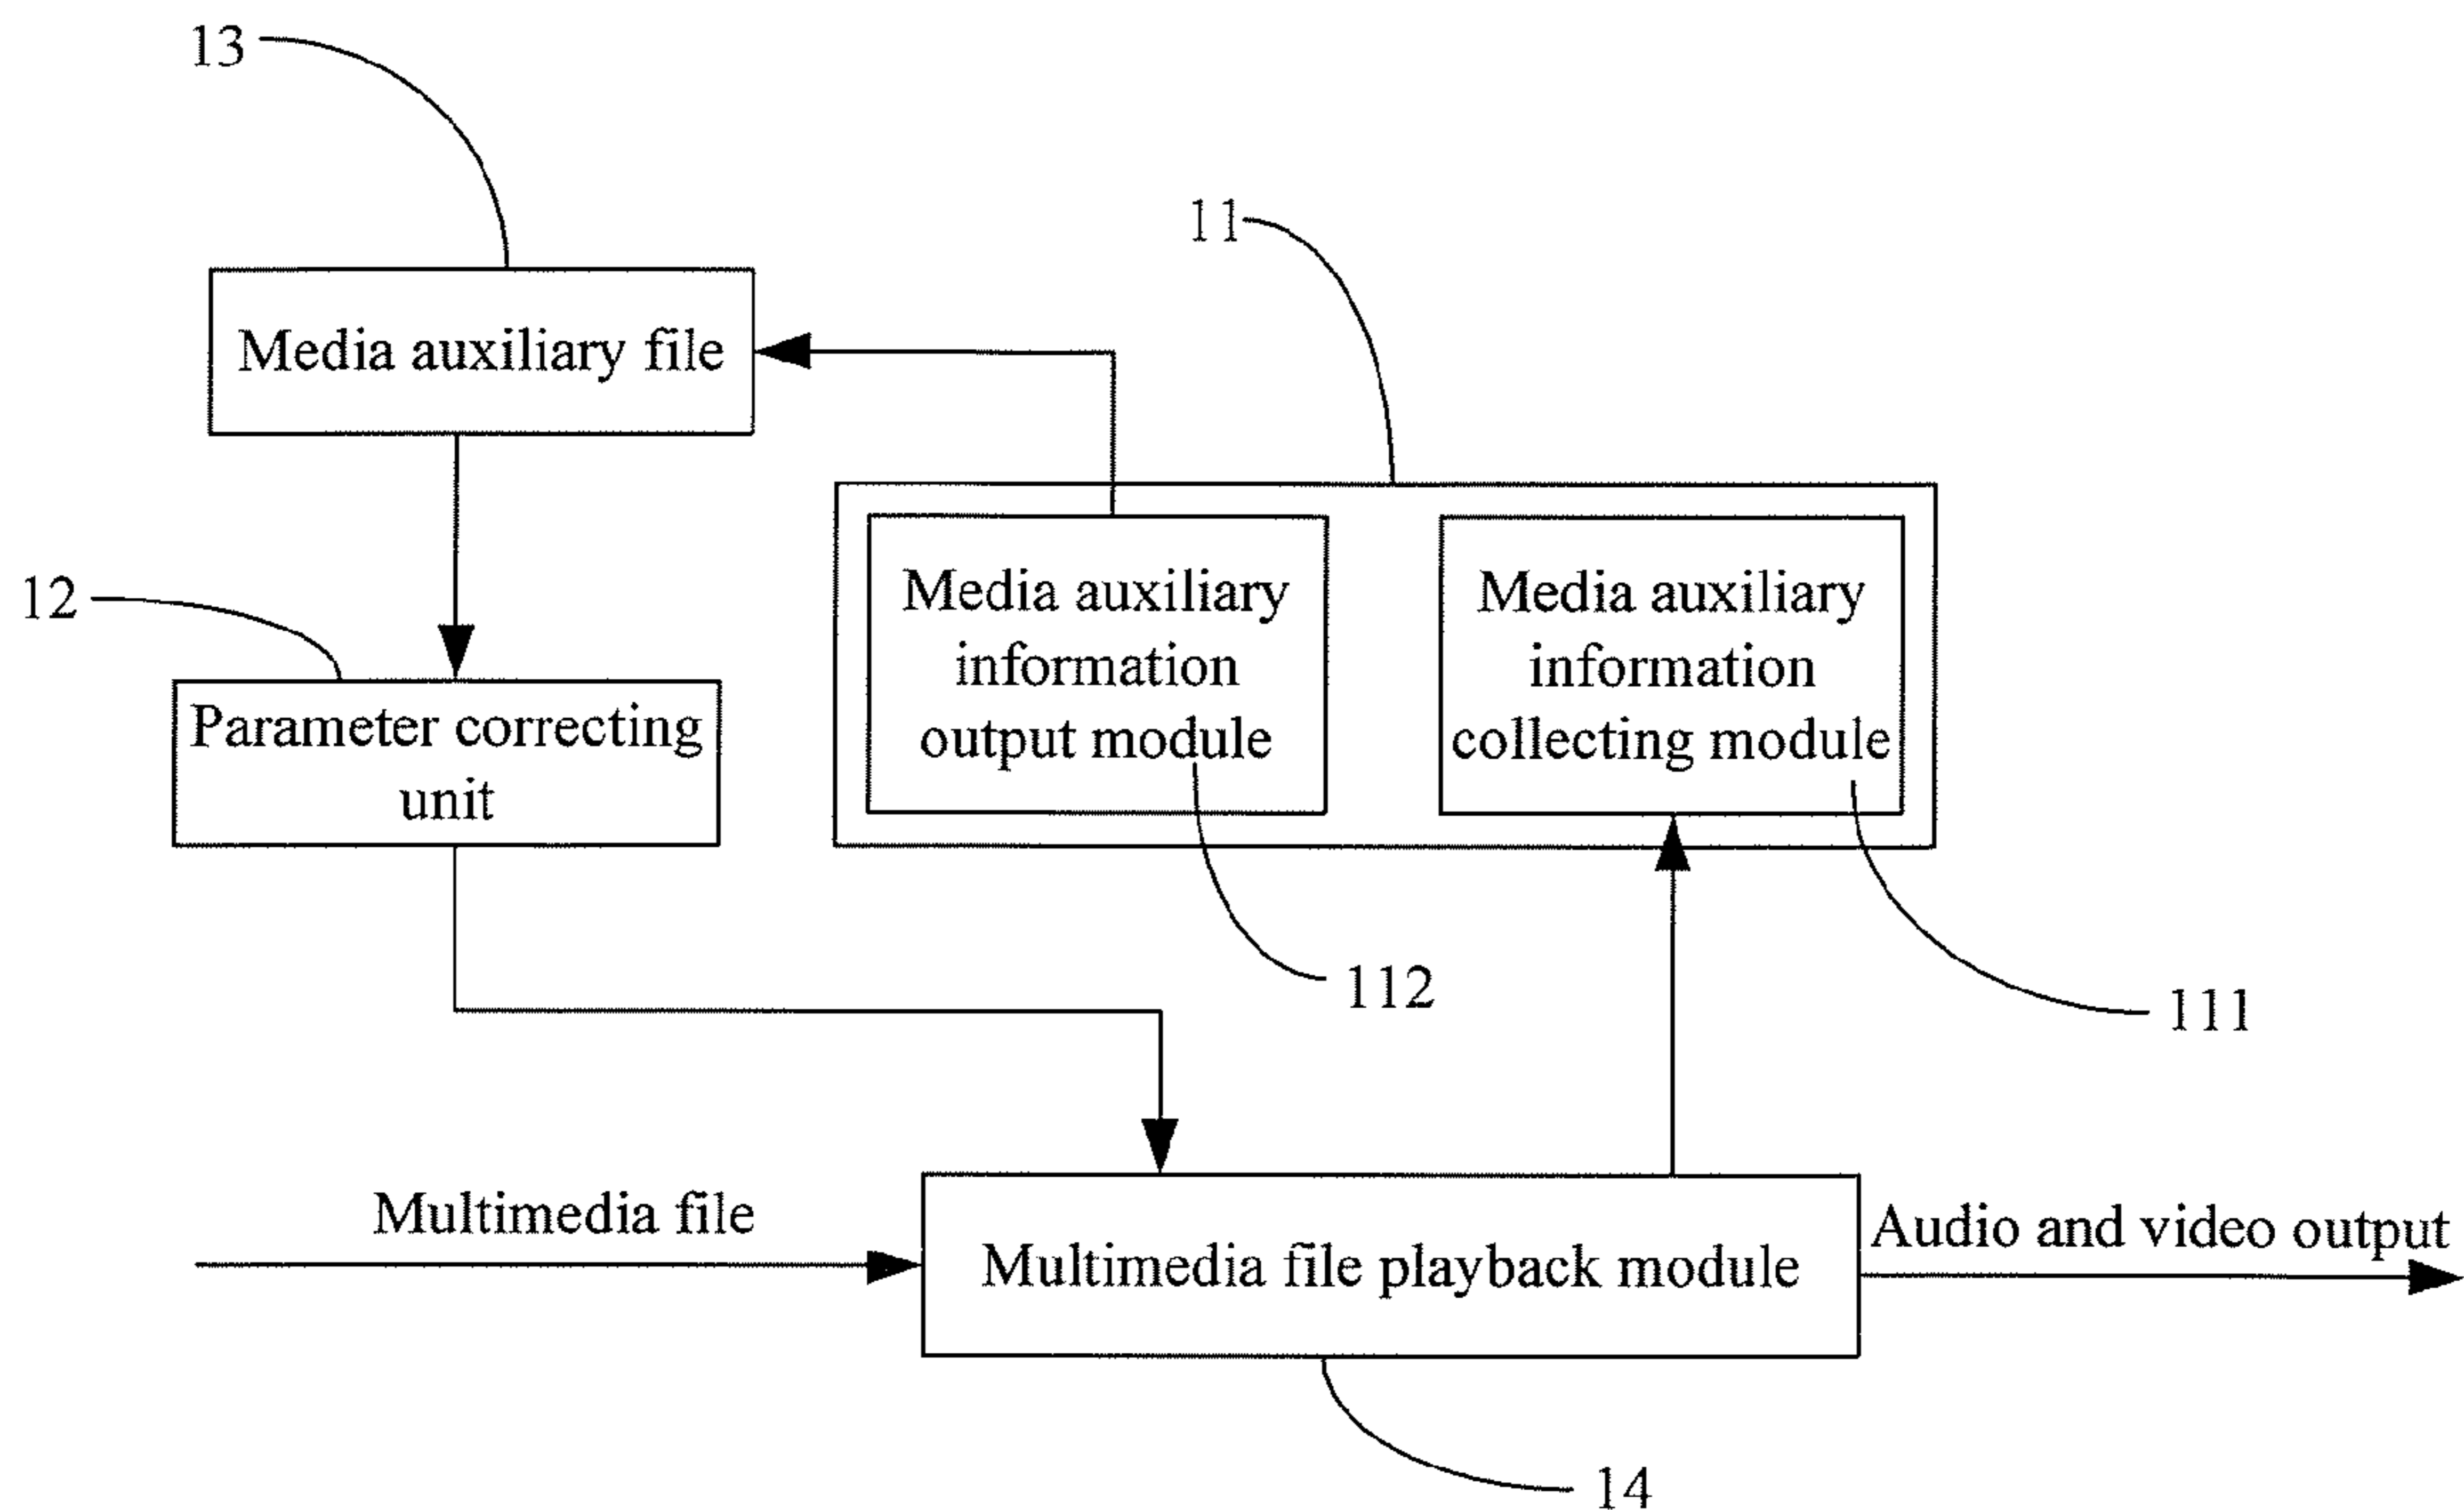 13
11
Media auxiliary file
12
Media auxiliary
information
output module
Media auxiliary
information
collecting module
Parameter correcting
unit
112
111
Multimedia file
Multimedia file playback module
Audio and video output
14